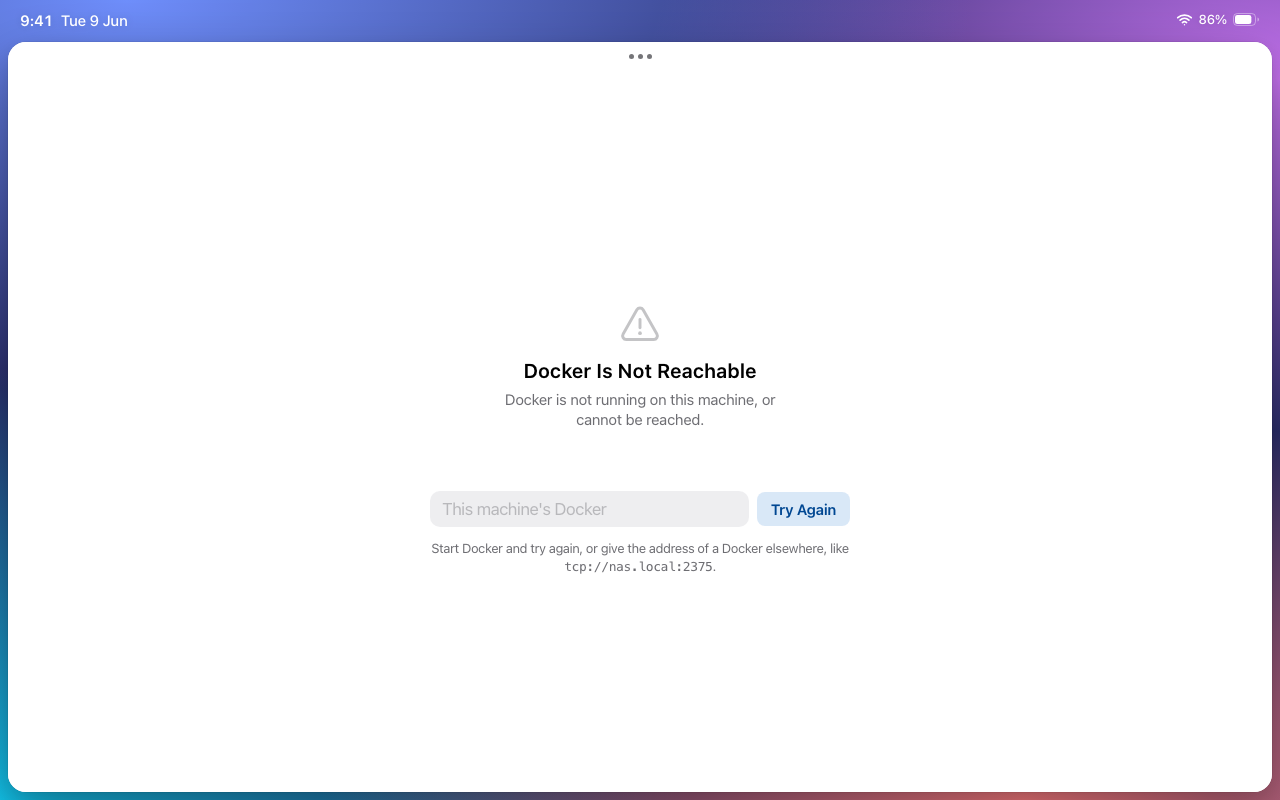 9:41 Tue 9 Jun
86%
Docker Is Not Reachable
Docker is not running on this machine, or
cannot be reached.
This machine's Docker
Try Again
Start Docker and try again, or give the address of a Docker elsewhere, like
tcp://nas.local:2375.